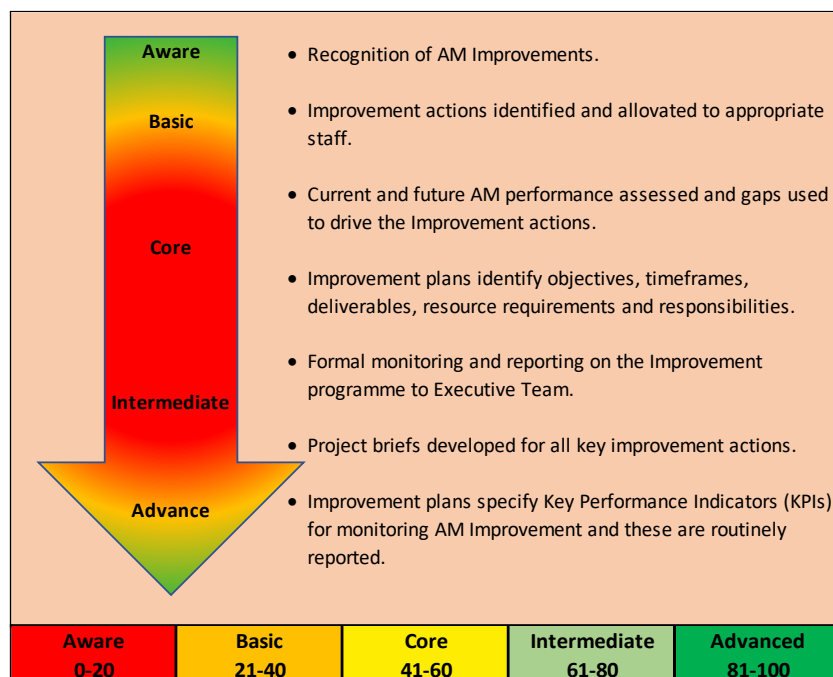 Aware
• Recognition of AM Improvements.
Basic
• Improvement actions identified and allovated to appropriate
staff.
• Current and future AM performance assessed and gaps used
to drive the Improvement actions.
Core
• Improvement plans identify objectives, timeframes,
deliverables, resource requirements and responsibilities.
• Formal monitoring and reporting on the Improvement
programme to Executive Team.
Intermediate
• Project briefs developed for all key improvement actions.
Advance
• Improvement plans specify Key Performance Indicators (KPIs)
for monitoring AM Improvement and these are routinely
reported.
Aware Basic Core Intermediate Advanced
0-20 21-40 41-60 61-80 81-100